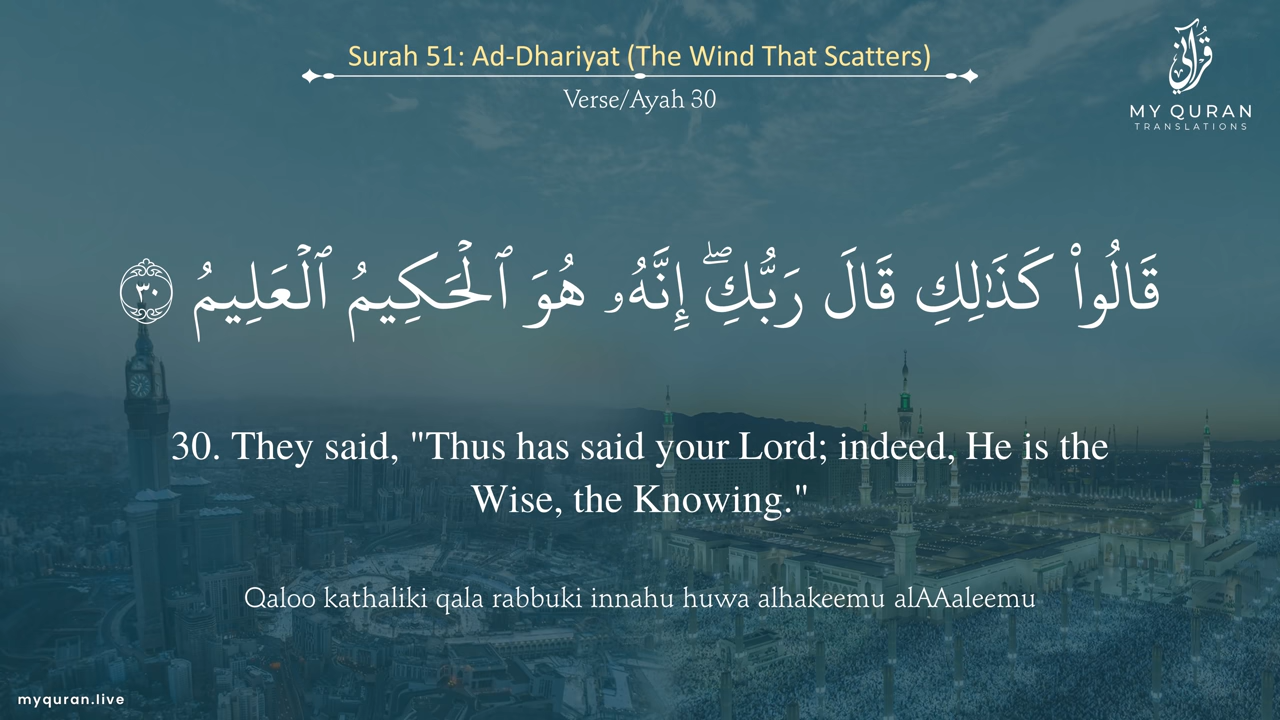 Surah 51: Ad-Dhariyat (The Wind That Scatters)
Verse/Ayah 30
قرآني
MY QURAN
TRANSLATIONS
قَالُوا۟ كَذَٰلِكِ قَالَ رَبُّكِ ۖ إِنَّهُۥ هُوَ ٱلْحَكِيمُ ٱلْعَلِيمُ ٣٠
30. They said, "Thus has said your Lord; indeed, He is the
Wise, the Knowing."
Qaloo kathaliki qala rabbuki innahu huwa alhakeemu alAAaleemu
myquran.live